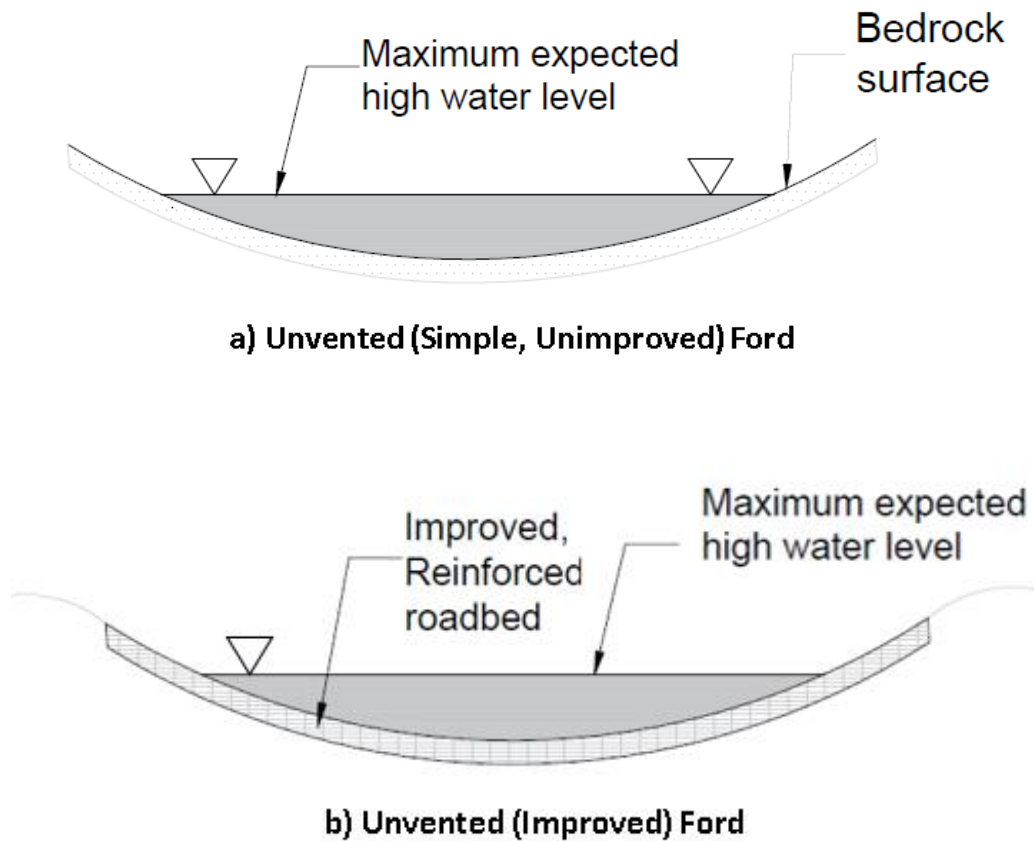 Maximum expected
high water level
Bedrock
surface
a) Unvented (Simple, Unimproved) Ford
Improved,
Reinforced
roadbed
Maximum expected
high water level
b) Unvented (Improved) Ford